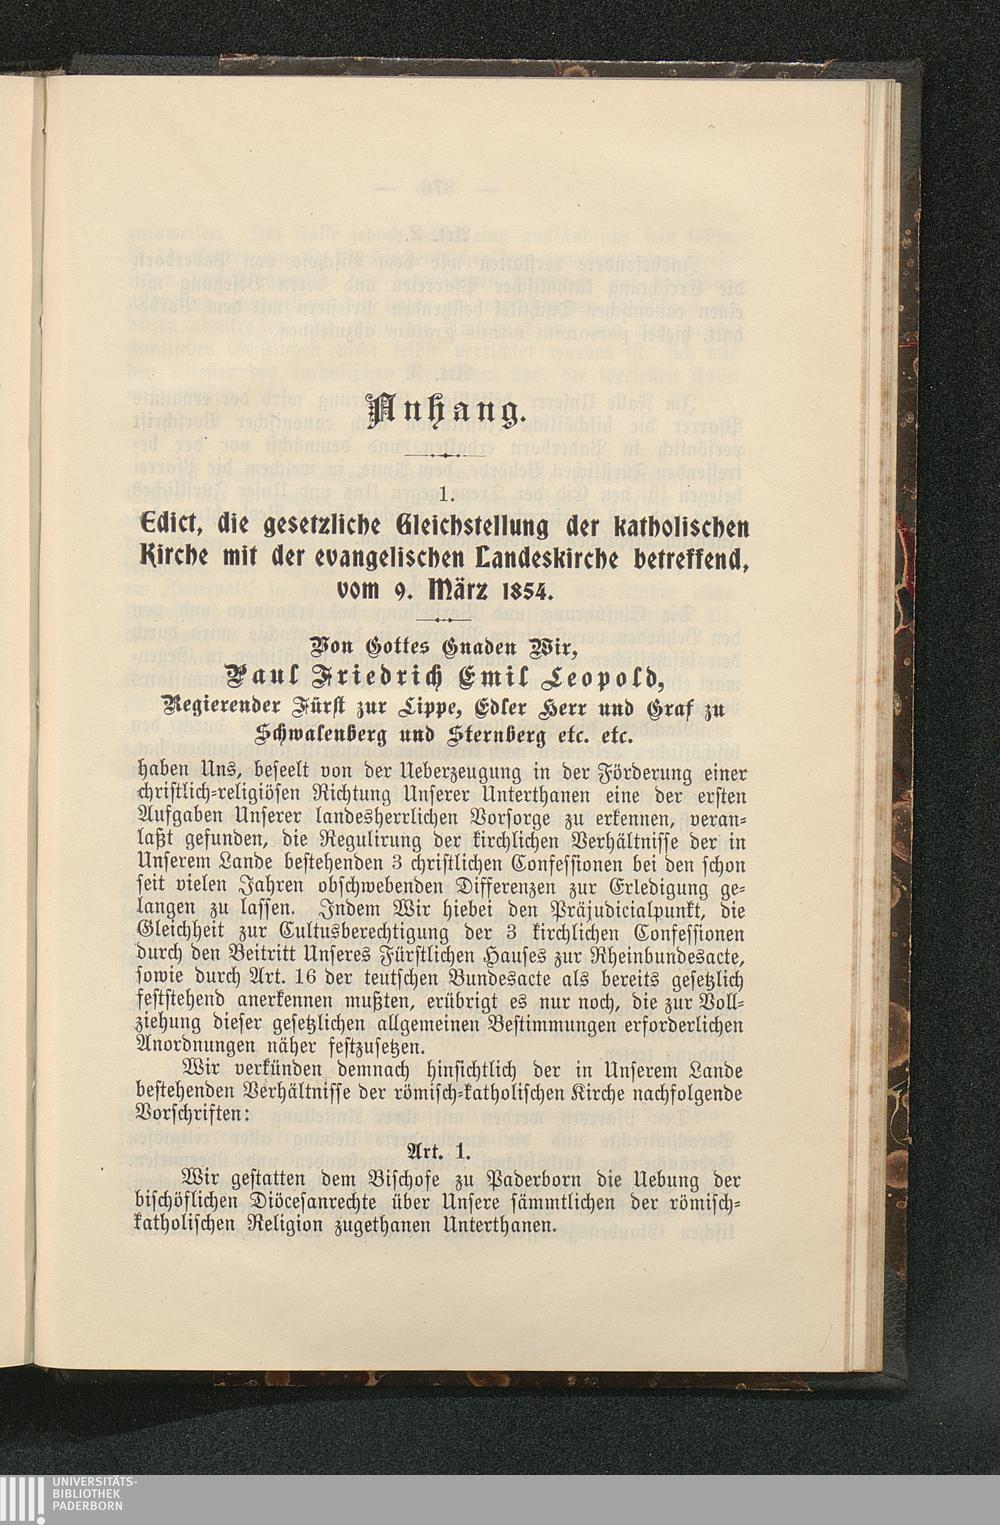 Anhang.
1.
Edict, die gesetzliche Gleichstellung der katholischen
Kirche mit der evangelischen Landeskirche betreffend,
vom 9. März 1854.
Von Gottes Gnaden Wir,
Paul Friedrich Emil Leopold,
Regierender Fürst zur Lippe, Edler Herr und Graf zu
Schwalenberg und Sternberg etc. etc.
haben Uns, beseelt von der Ueberzeugung in der Förderung einer
christlich-religiösen Richtung Unserer Unterthanen eine der ersten
Aufgaben Unserer landesherrlichen Vorsorge zu erkennen, veran-
laßt gefunden, die Regulirung der kirchlichen Verhältnisse der in
Unserem Lande bestehenden 3 christlichen Confessionen bei den schon
seit vielen Jahren obschwebenden Differenzen zur Erledigung ge-
langen zu lassen. Indem Wir hiebei den Präjudicialpunkt, die
Gleichheit zur Cultusberechtigung der 3 kirchlichen Confessionen
durch den Beitritt Unseres Fürstlichen Hauses zur Rheinbundesacte,
sowie durch Art. 16 der teutschen Bundesacte als bereits gesetzlich
feststehend anerkennen mußten, erübrigt es nur noch, die zur Voll-
ziehung dieser gesetzlichen allgemeinen Bestimmungen erforderlichen
Anordnungen näher festzusetzen.
Wir verkünden demnach hinsichtlich der in Unserem Lande
bestehenden Verhältnisse der römisch-katholischen Kirche nachfolgende
Vorschriften:
Art. 1.
Wir gestatten dem Bischofe zu Paderborn die Uebung der
bischöflichen Diöcesanrechte über Unsere sämmtlichen der römisch-
katholischen Religion zugethanen Unterthanen.
UNIVERSITÄTS-
BIBLIOTHEK
PADERBORN